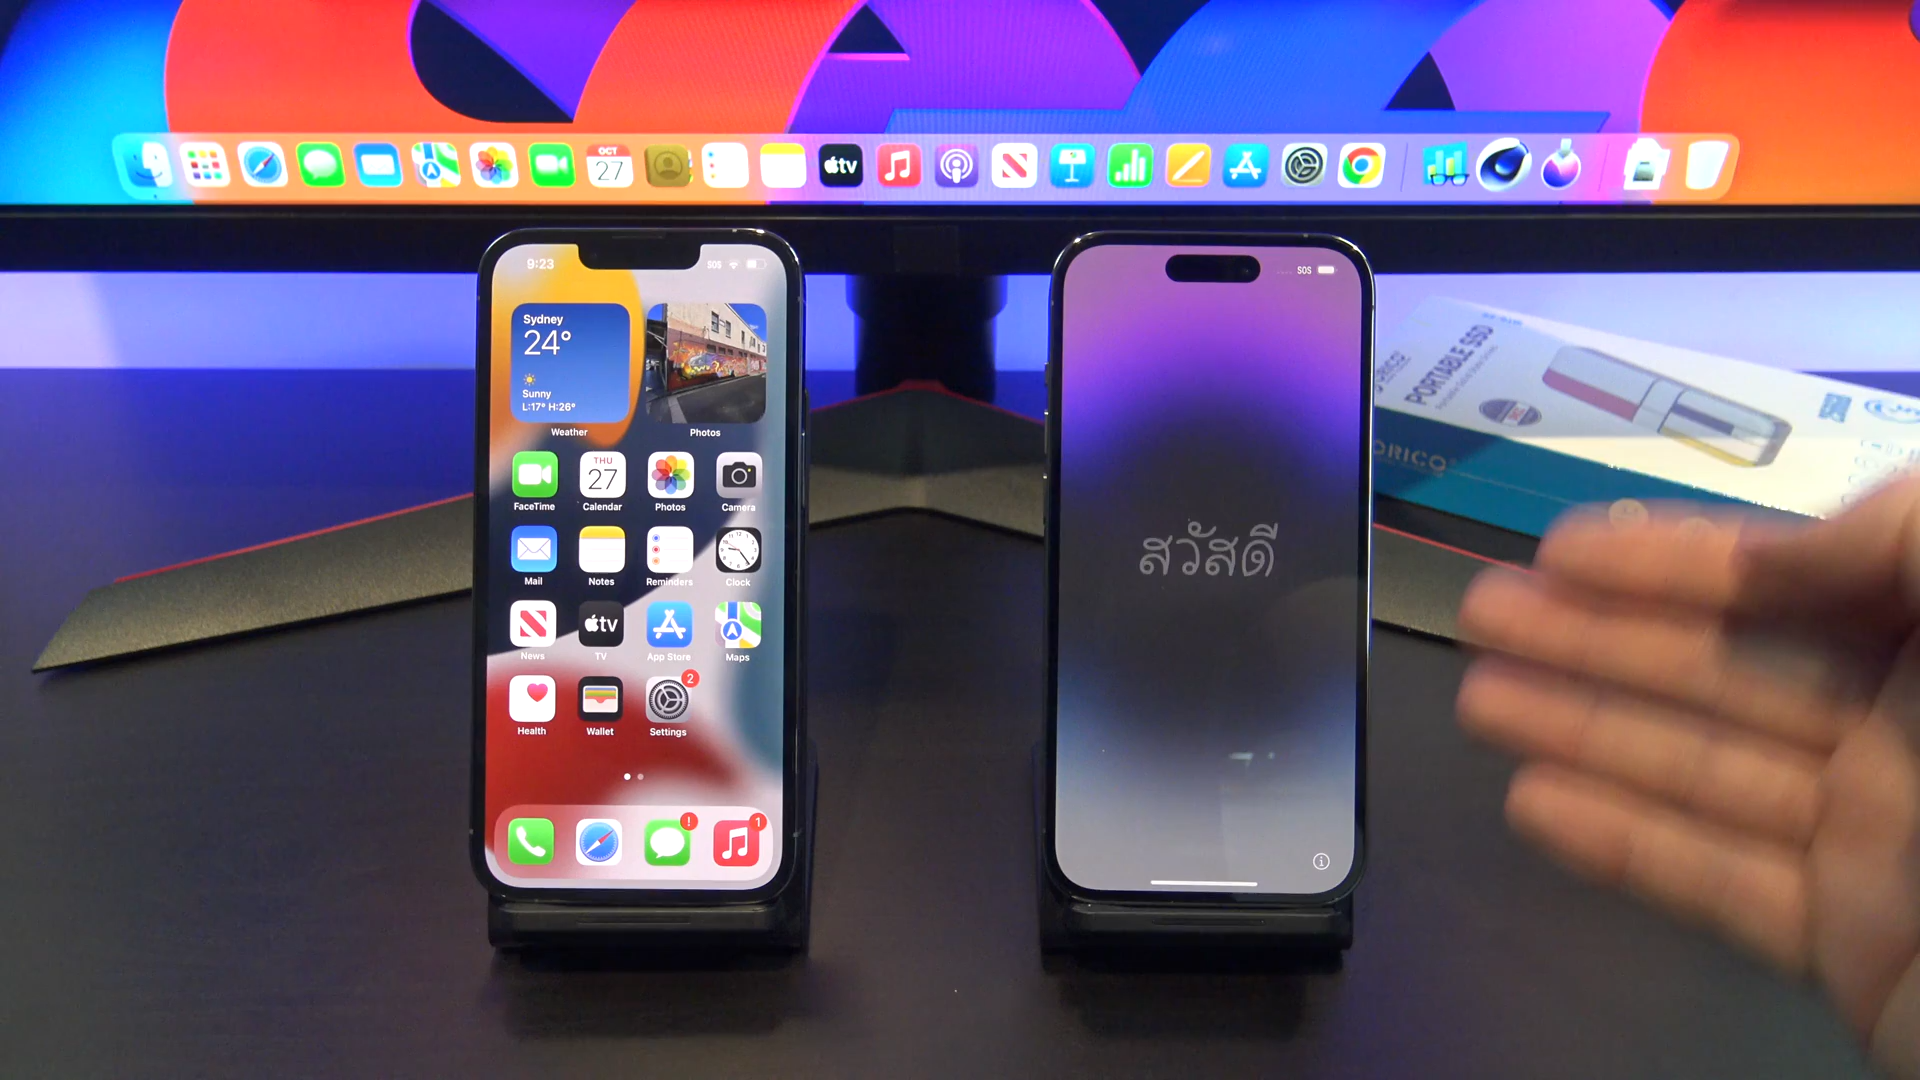 OCT
27
tv
9:23
SOS
Sydney
24°
Sunny
L:17° H:26°
Weather
Photos
THU
27
FaceTime
Calendar
Photos
Camera
Mail
Notes
Reminders
Clock
tv
News
TV
App Store
Maps
2
Health
Wallet
Settings
!
1
SOS
สวัสดี
PORTABLE SSD
ORICO